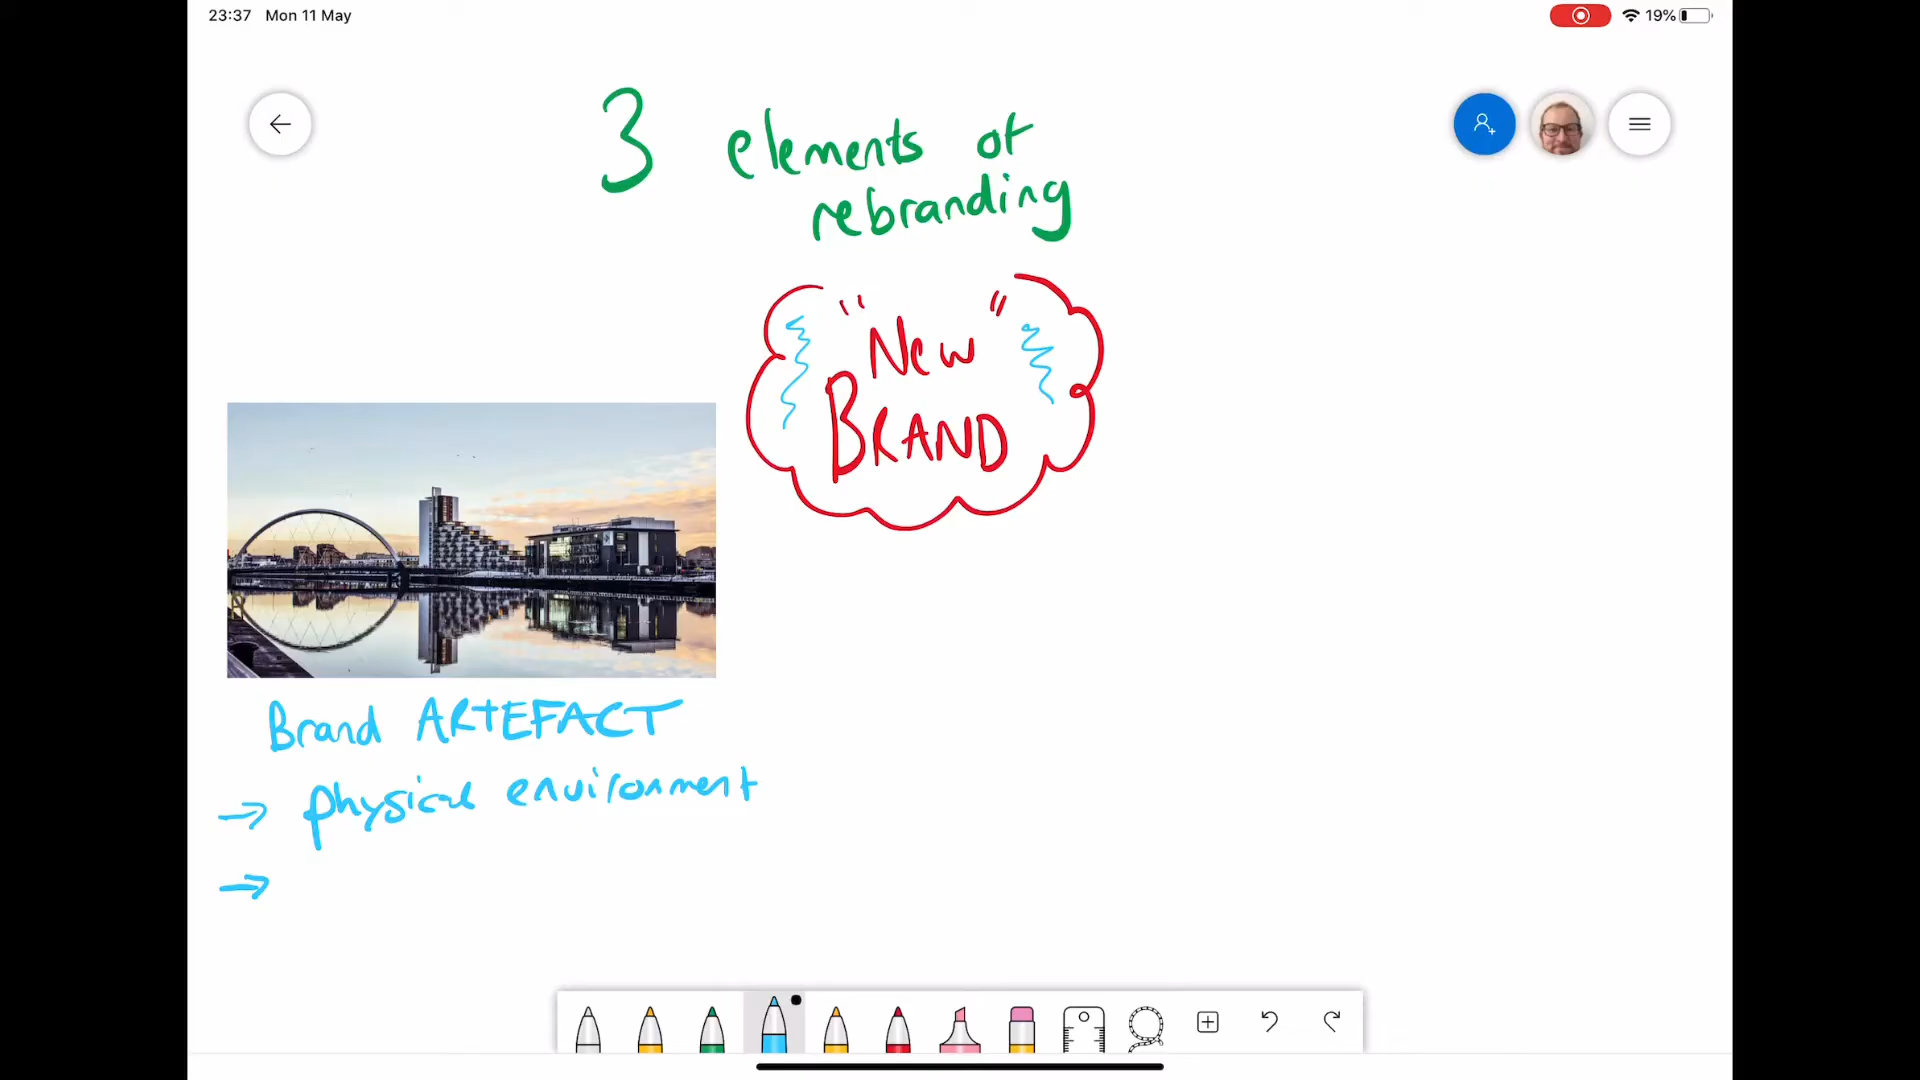 23:37 Mon 11 May
19%
3 elements of
rebranding
"New"
BRAND
Brand ARTEFACT
→ physical environment
→